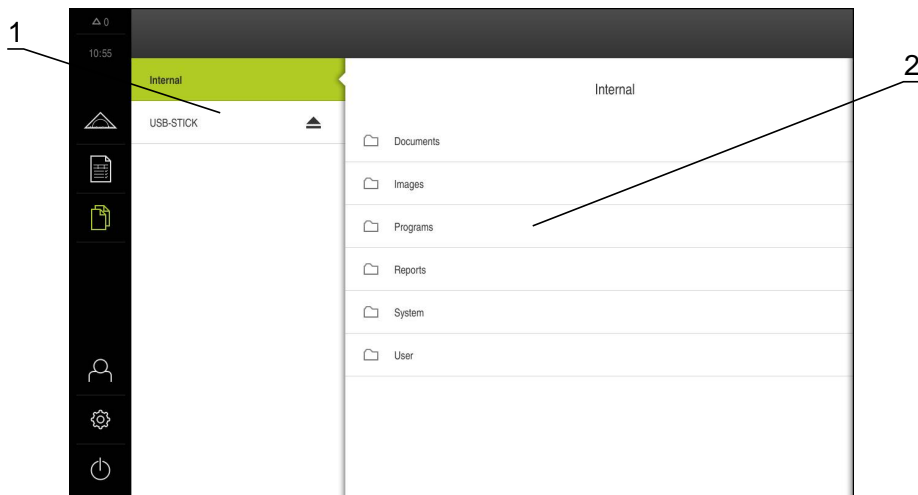 1
0
10:55
Internal
USB-STICK
Internal
Documents
Images
Programs
Reports
System
User
2